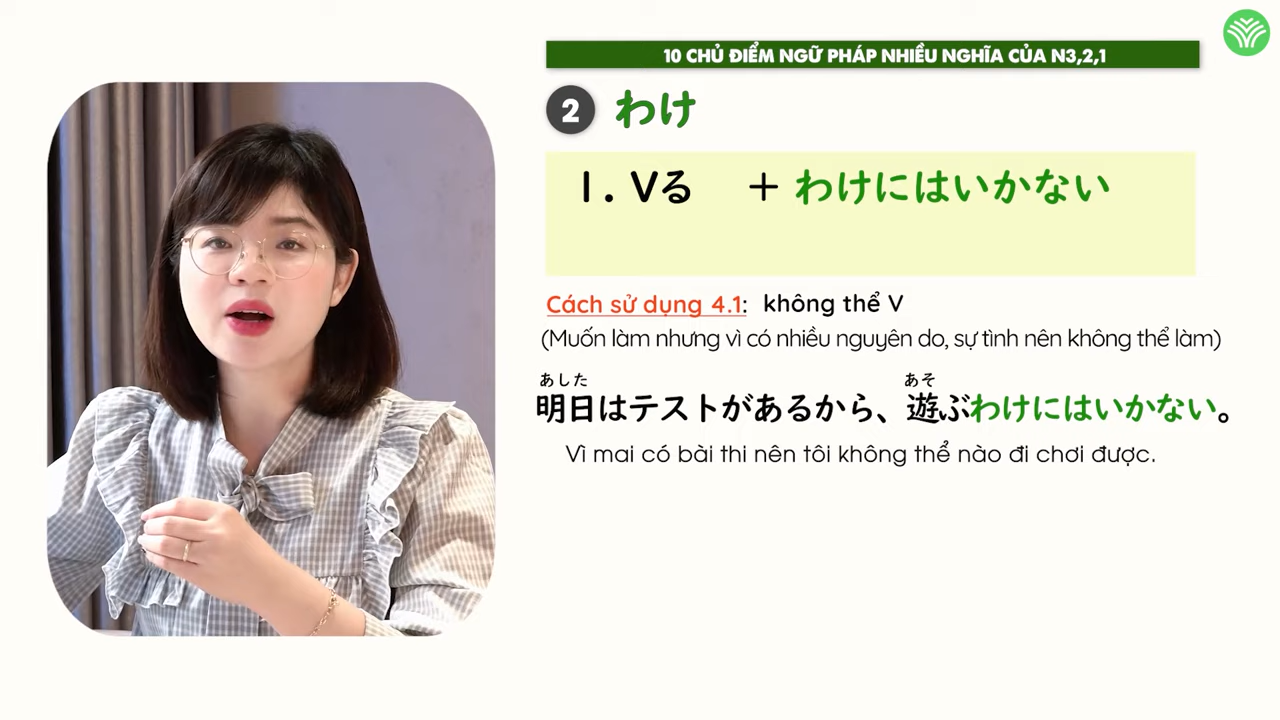 10 CHỦ ĐIỂM NGỮ PHÁP NHIỀU NGHĨA CỦA N3,2,1
2 わけ
1. Vる + わけにはいかない
Cách sử dụng 4.1: không thể V
(Muốn làm nhưng vì có nhiều nguyên do, sự tình nên không thể làm)
あした あそ
明日はテストがあるから、遊ぶわけにはいかない。
Vì mai có bài thi nên tôi không thể nào đi chơi được.